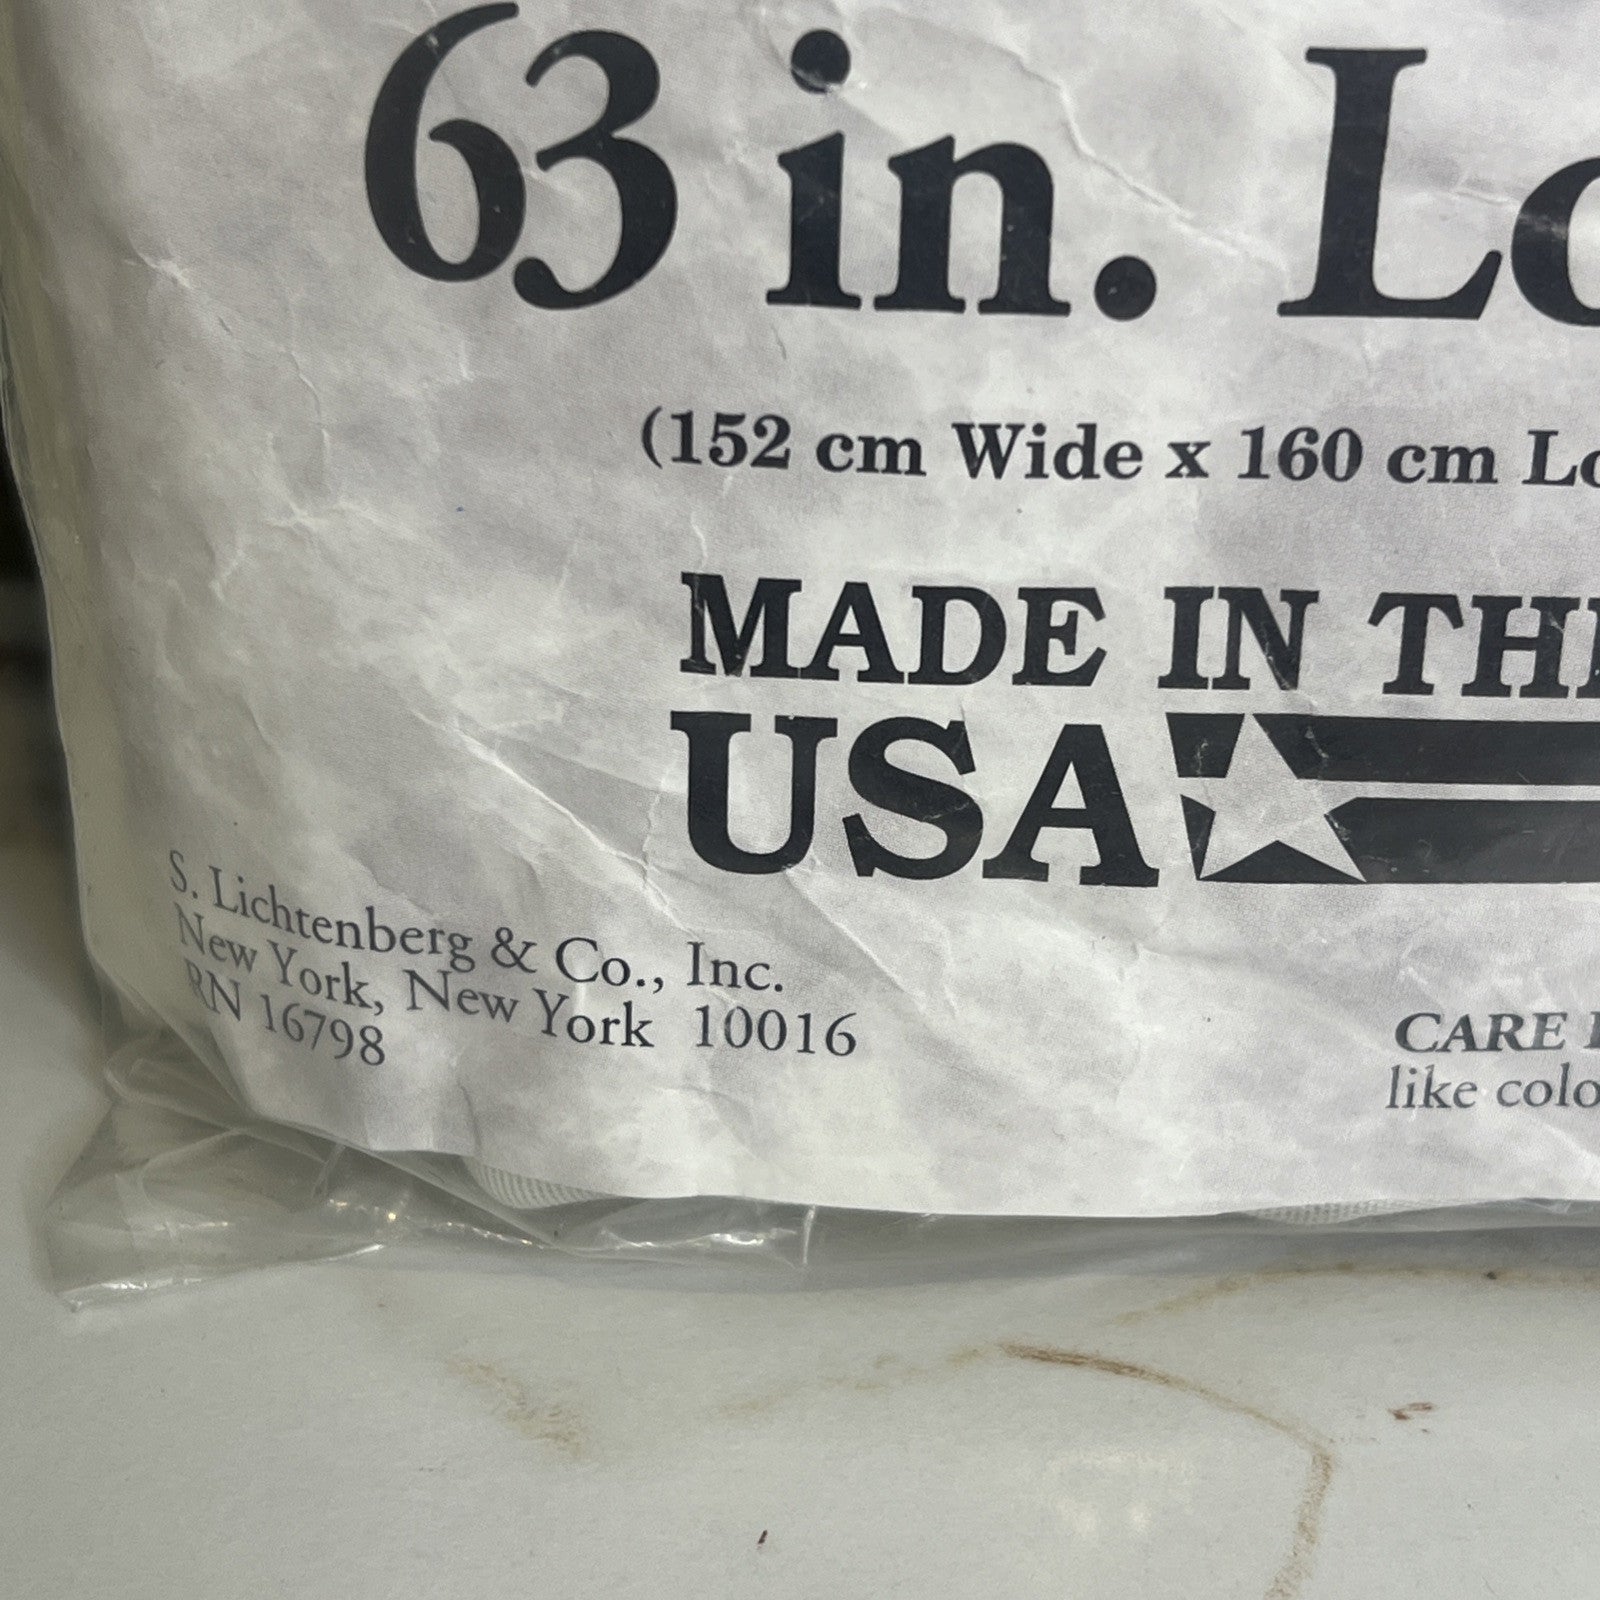 63 in. Lo
(152 cm Wide x 160 cm Lo
MADE IN THE
USA
S. Lichtenberg & Co., Inc.
New York, New York 10016
RN 16798
CARE
like colo